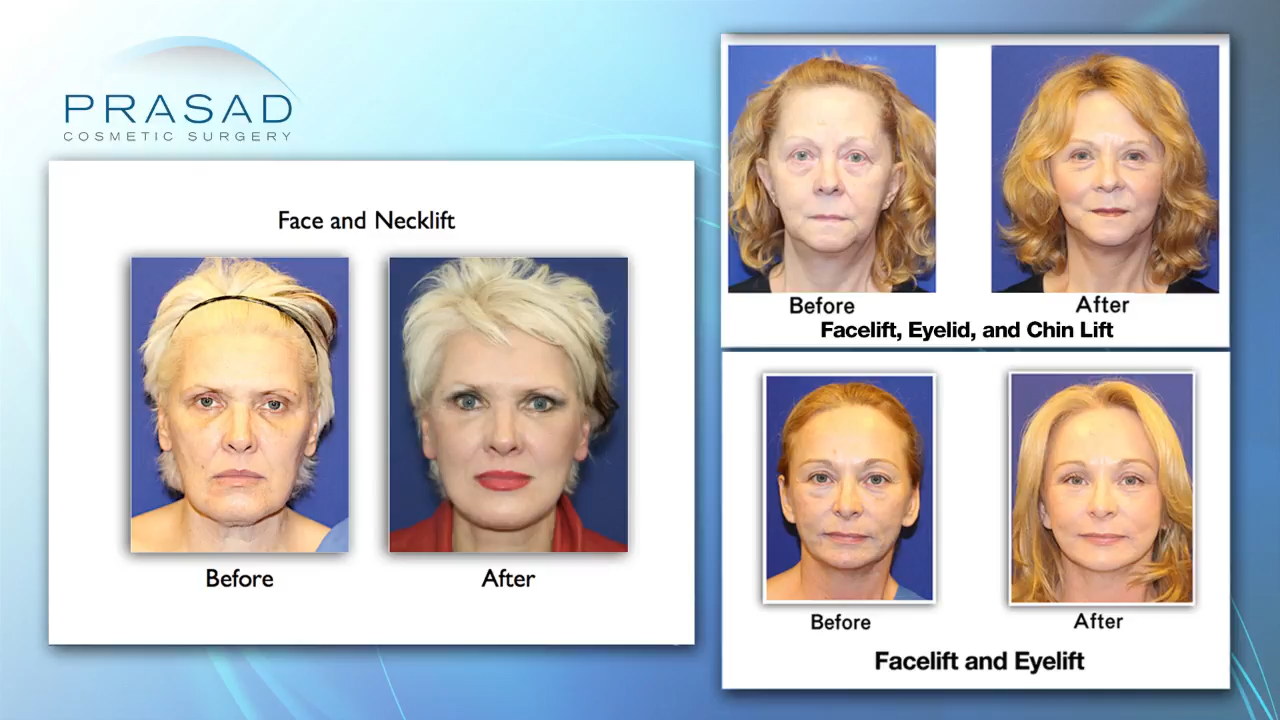 PRASAD
COSMETIC SURGERY
Face and Necklift
Before
After
Before
After
Facelift, Eyelid, and Chin Lift
Before
After
Facelift and Eyelift